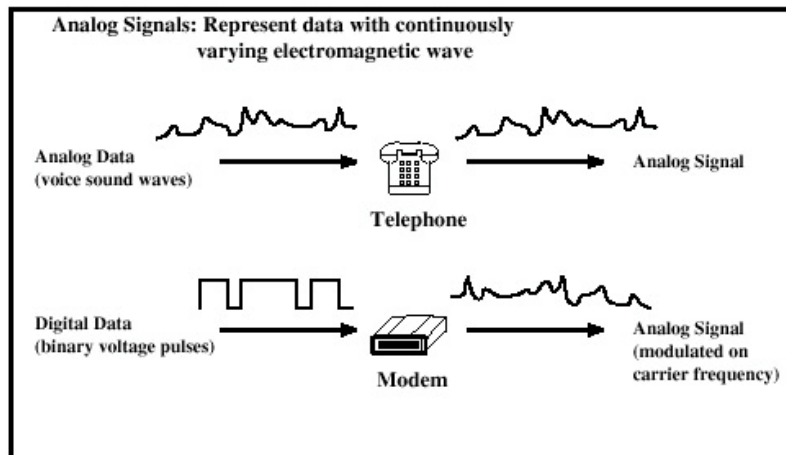 Analog Signals: Represent data with continuously
varying electromagnetic wave
Analog Data
(voice sound waves)
Analog Signal
Telephone
Digital Data
(binary voltage pulses)
Analog Signal
(modulated on
carrier frequency)
Modem